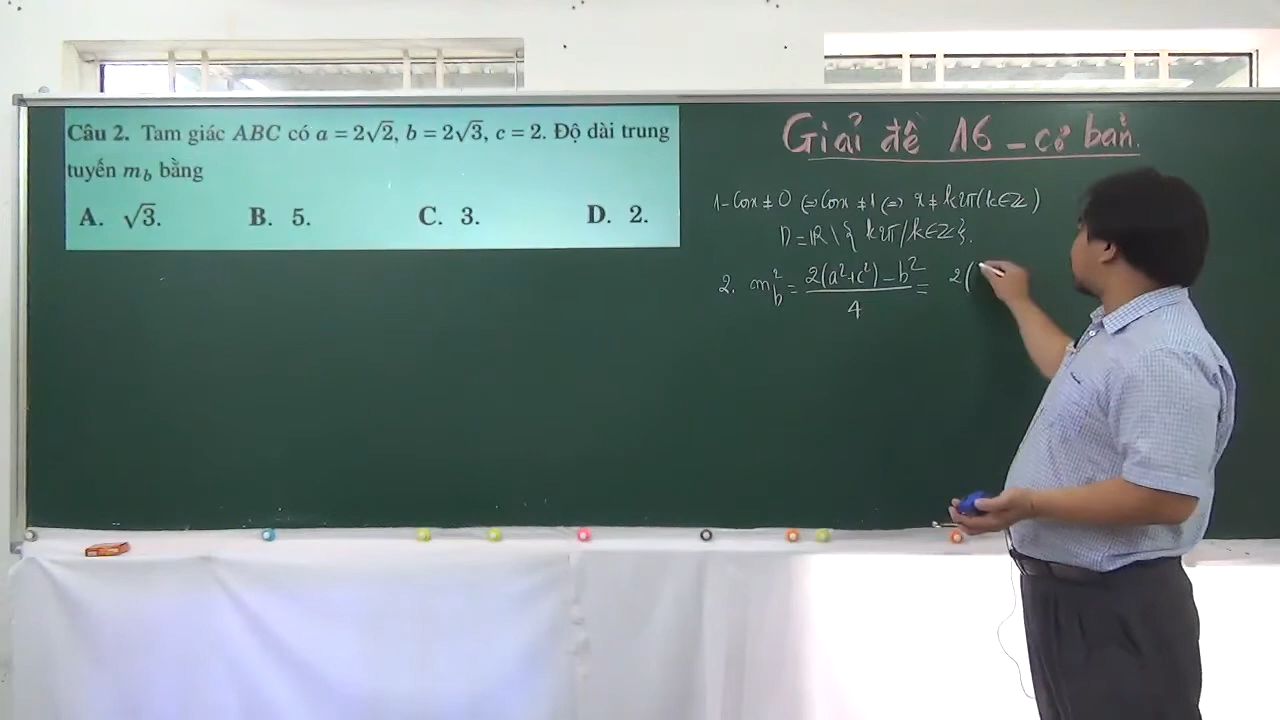 Câu 2. Tam giác ABC có a = 2√2, b = 2√3, c = 2. Độ dài trung
tuyến m_b bằng
A. √3. B. 5. C. 3. D. 2.
Giải đề 16 - cơ bản.
1 - Cosx ≠ 0 ⇔ Cosx ≠ 1 ⇔ x ≠ k2π (k∈Z)
D = ℝ \ { k2π / k∈Z }.
2. m_b² = (2(a² + c²) - b²)/4 = 2(